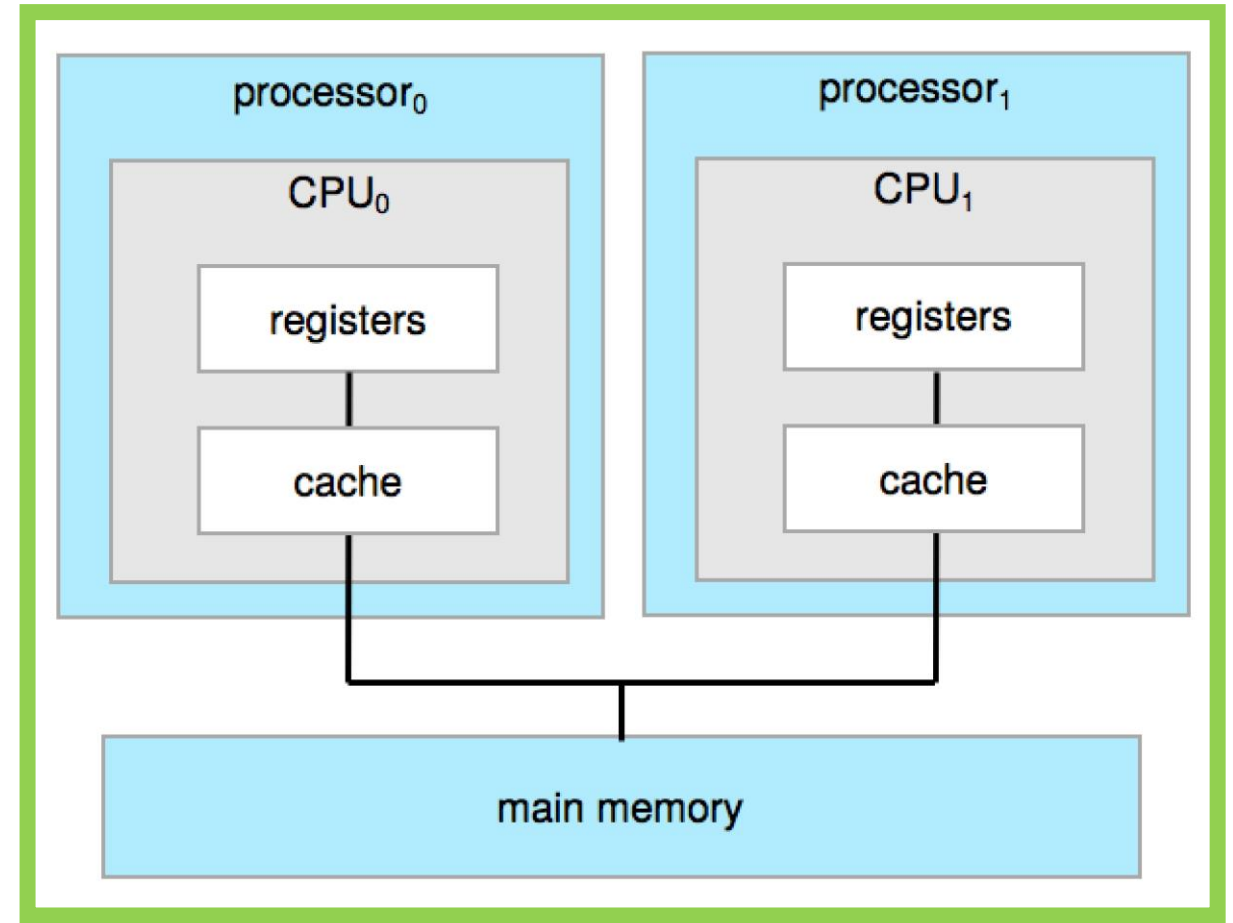 processor₀
processor₁
CPU₀
CPU₁
registers
registers
cache
cache
main memory